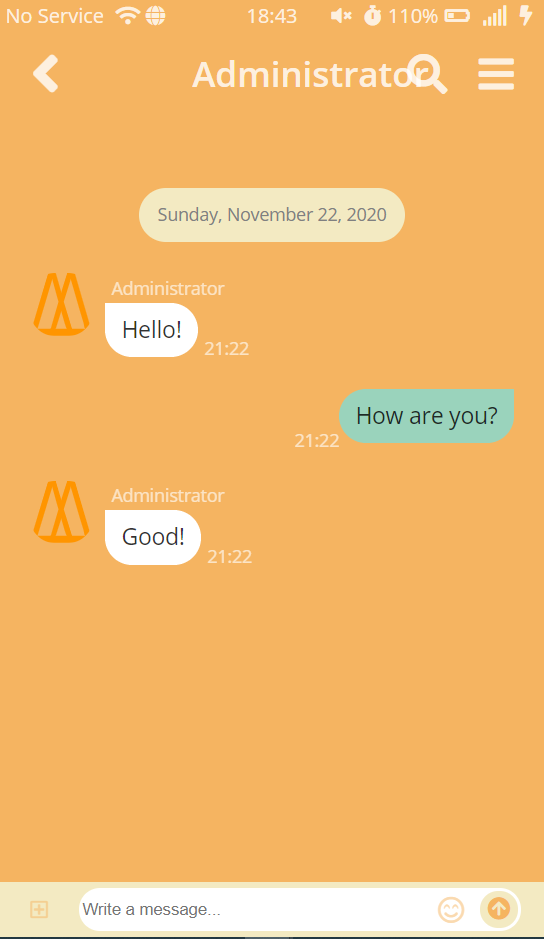 No Service 18:43 110%
Administrator
Sunday, November 22, 2020
Administrator
Hello!
21:22
How are you?
21:22
Administrator
Good!
21:22
Write a message...